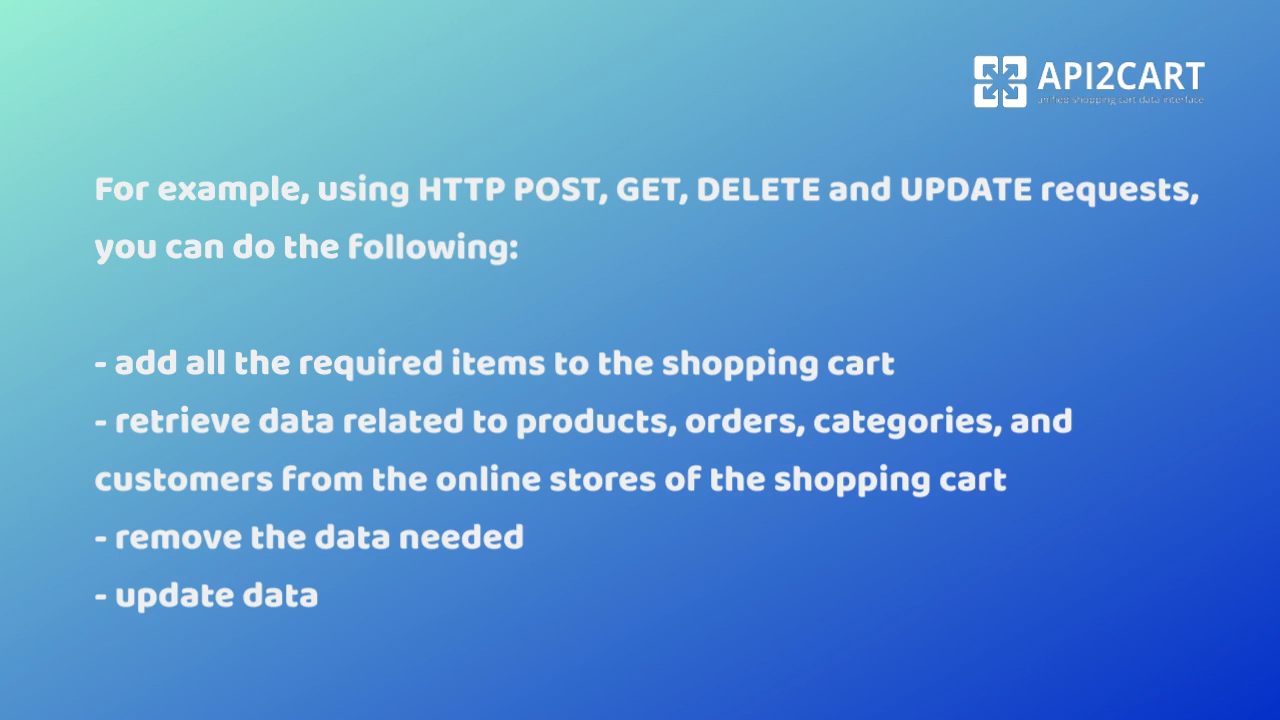 API2CART
unified shopping cart data interface
For example, using HTTP POST, GET, DELETE and UPDATE requests,
you can do the following:
- add all the required items to the shopping cart
- retrieve data related to products, orders, categories, and
customers from the online stores of the shopping cart
- remove the data needed
- update data